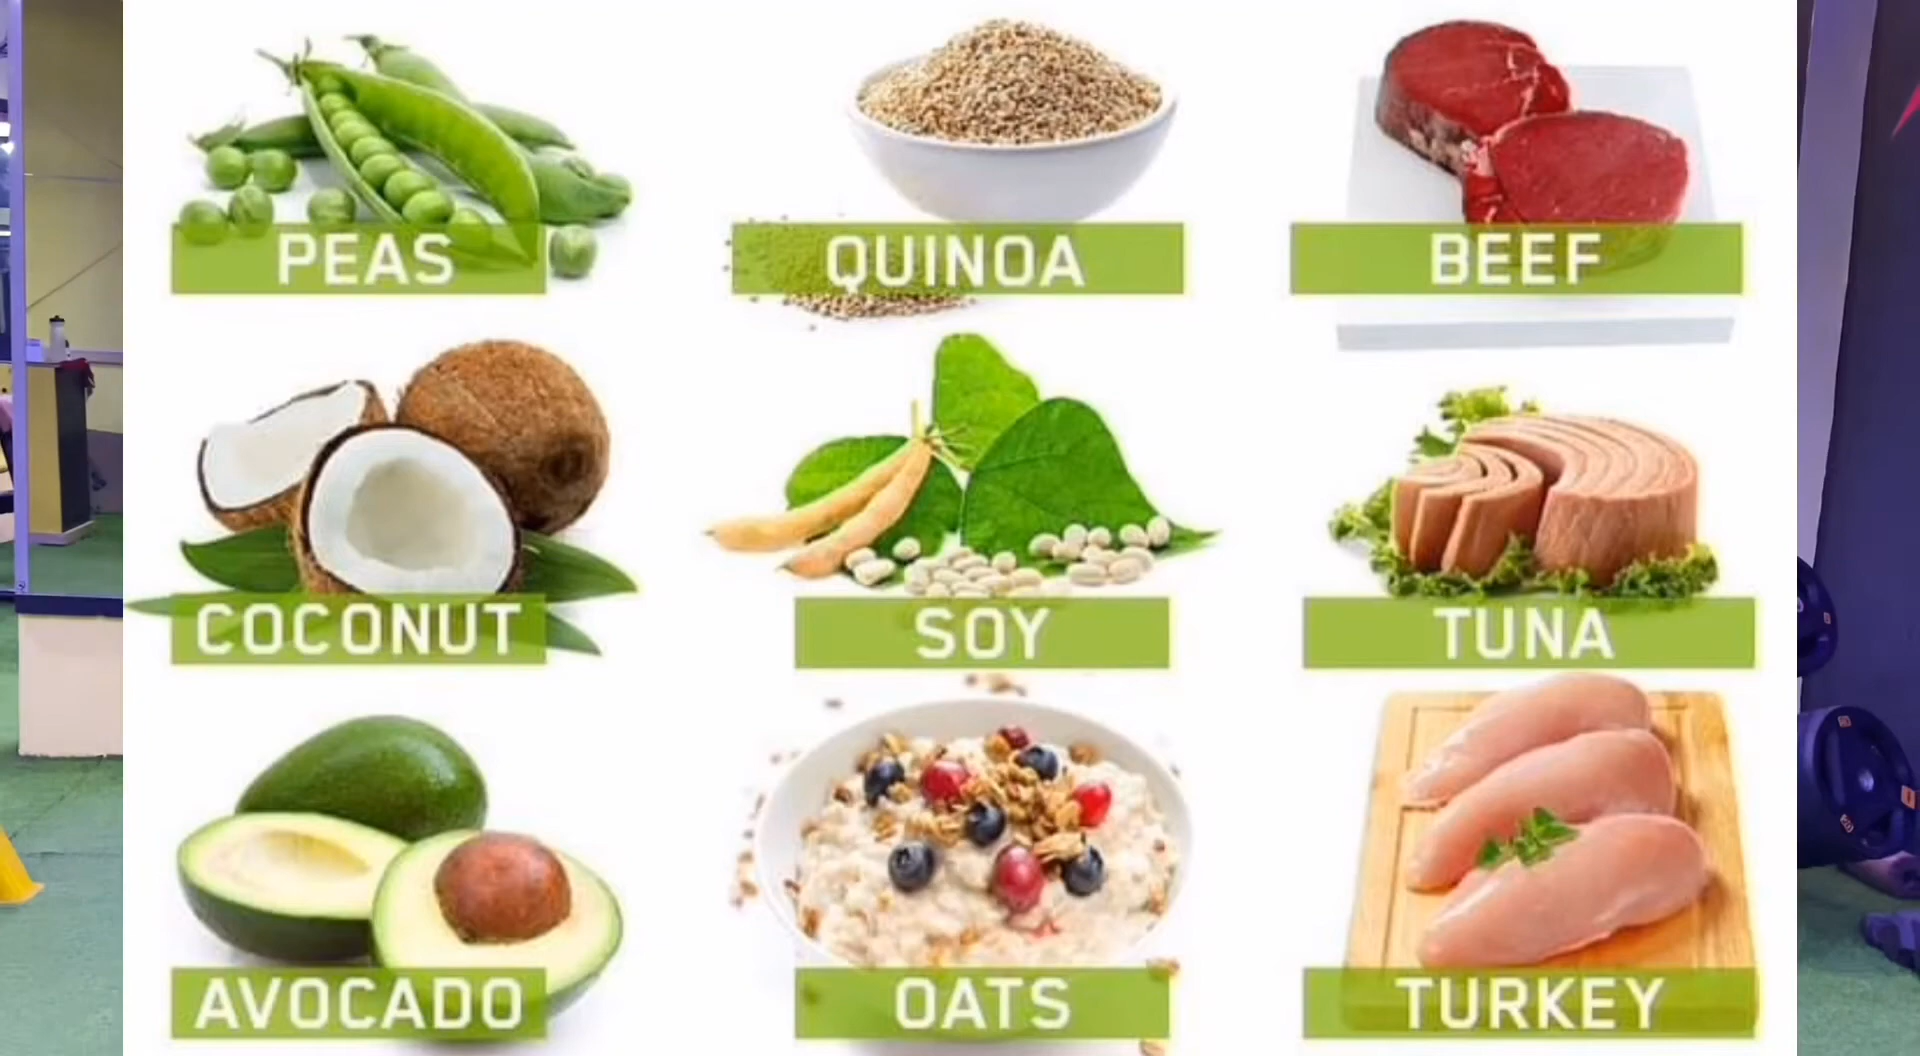 PEAS
QUINOA
BEEF
COCONUT
SOY
TUNA
AVOCADO
OATS
TURKEY